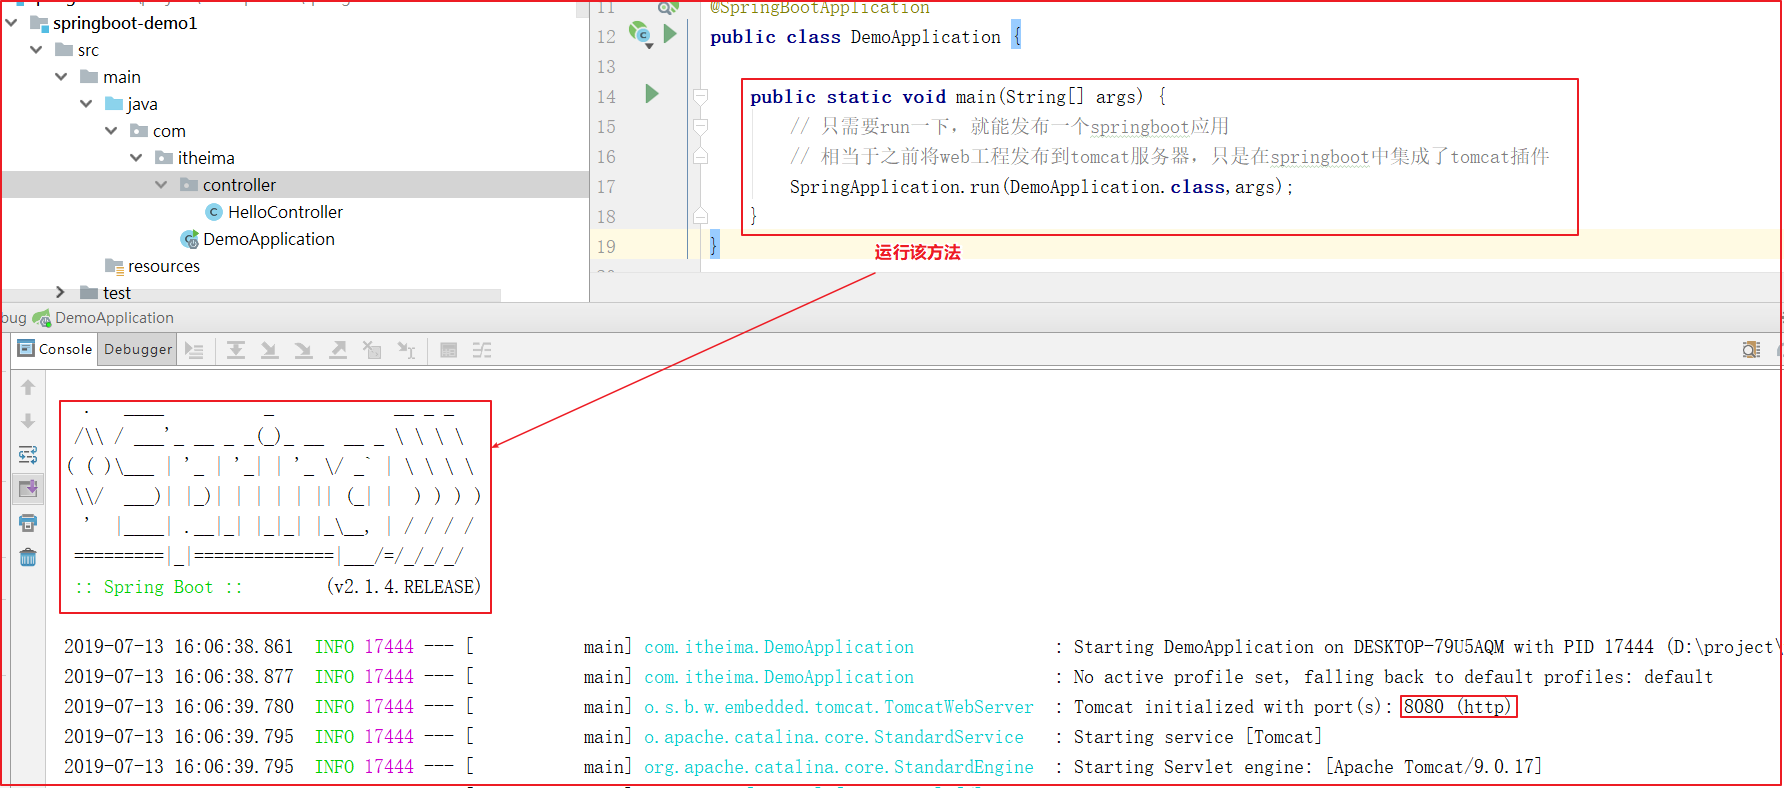 springboot-demo1
src
main
java
com
itheima
controller
HelloController
DemoApplication
resources
test
11 @SpringBootApplication
12 public class DemoApplication {
13
14 public static void main(String[] args) {
15 // 只需要run一下，就能发布一个springboot应用
16 // 相当于之前将web工程发布到tomcat服务器，只是在springboot中集成了tomcat插件
17 SpringApplication.run(DemoApplication.class,args);
18 }
19 }
运行该方法
bug DemoApplication
Console Debugger
  .   ____          _            __ _ _
 /\\ / ___'_ __ _ _(_)_ __  __ _ \ \ \ \
( ( )\___ | '_ | '_| | '_ \/ _` | \ \ \ \
 \\/  ___)| |_)| | | | | || (_| |  ) ) ) )
  '  |____| .__|_| |_|_| |_\__, | / / / /
 =========|_|==============|___/=/_/_/_/
:: Spring Boot :: (v2.1.4.RELEASE)
2019-07-13 16:06:38.861 INFO 17444 --- [ main] com.itheima.DemoApplication : Starting DemoApplication on DESKTOP-79U5AQM with PID 17444 (D:\project\
2019-07-13 16:06:38.877 INFO 17444 --- [ main] com.itheima.DemoApplication : No active profile set, falling back to default profiles: default
2019-07-13 16:06:39.780 INFO 17444 --- [ main] o.s.b.w.embedded.tomcat.TomcatWebServer : Tomcat initialized with port(s): 8080 (http)
2019-07-13 16:06:39.795 INFO 17444 --- [ main] o.apache.catalina.core.StandardService : Starting service [Tomcat]
2019-07-13 16:06:39.795 INFO 17444 --- [ main] org.apache.catalina.core.StandardEngine : Starting Servlet engine: [Apache Tomcat/9.0.17]